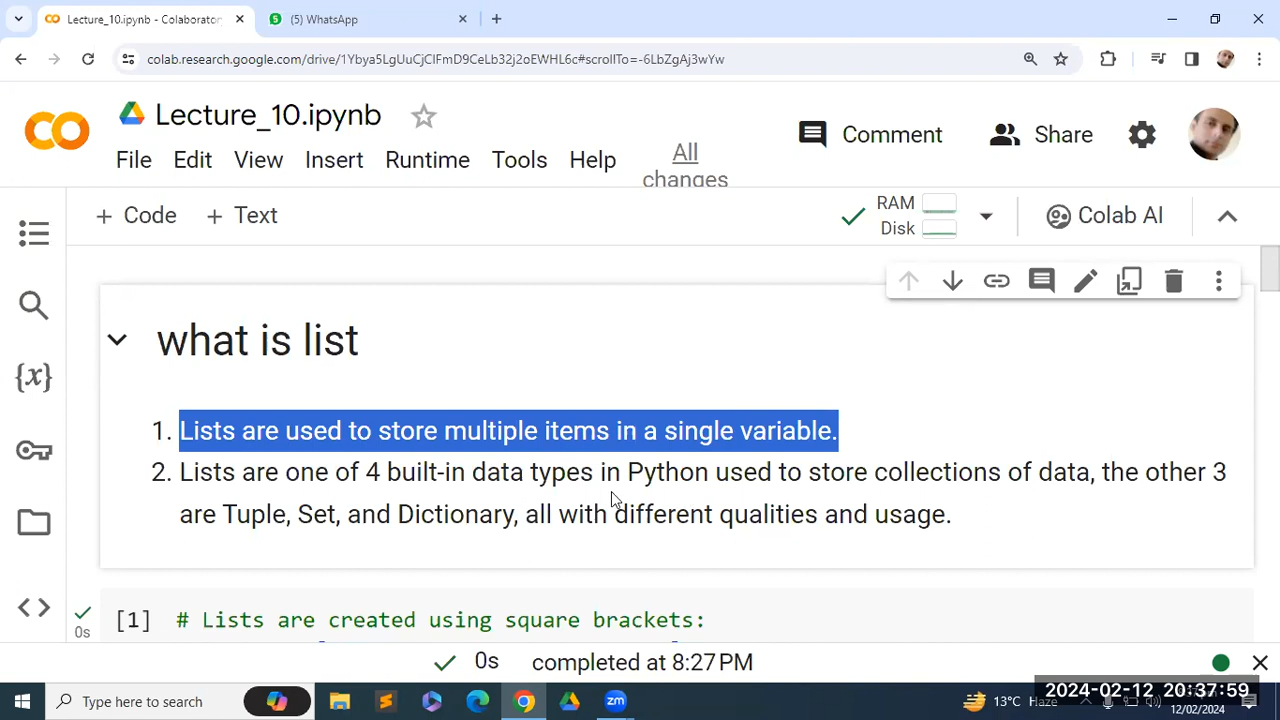 Lecture_10.ipynb - Colaboratory
(5) WhatsApp
colab.research.google.com/drive/1Ybya5LgUuCjCIFmD9CeLb32j2oEWHL6c#scrollTo=-6LbZgAj3wYw
Lecture_10.ipynb
Comment
Share
File Edit View Insert Runtime Tools Help
All
changes
+ Code + Text
RAM
Disk
Colab AI
what is list
1. Lists are used to store multiple items in a single variable.
2. Lists are one of 4 built-in data types in Python used to store collections of data, the other 3
are Tuple, Set, and Dictionary, all with different qualities and usage.
[1] # Lists are created using square brackets:
0s
0s completed at 8:27 PM
Type here to search
zm
13°C Haze
2024-02-12 20:37:59
12/02/2024